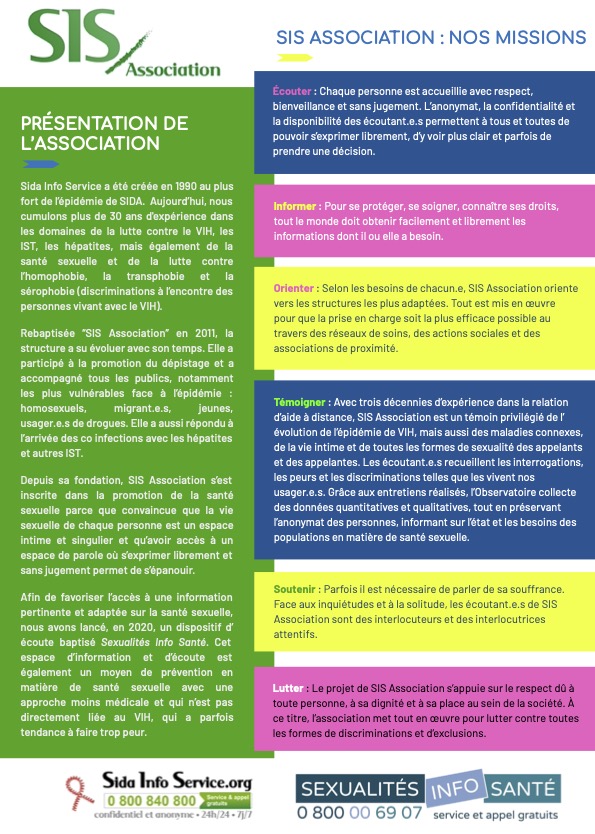 SIS
Association
PRÉSENTATION DE
L'ASSOCIATION
Sida Info Service a été créée en 1990 au plus
fort de l'épidémie de SIDA. Aujourd'hui, nous
cumulons plus de 30 ans d'expérience dans
les domaines de la lutte contre le VIH, les
IST, les hépatites, mais également de la
santé sexuelle et de la lutte contre
l'homophobie, la transphobie et la
sérophobie (discriminations à l'encontre des
personnes vivant avec le VIH).
Rebaptisée "SIS Association" en 2011, la
structure a su évoluer avec son temps. Elle a
participé à la promotion du dépistage et a
accompagné tous les publics, notamment
les plus vulnérables face à l'épidémie :
homosexuels, migrant.e.s, jeunes,
usager.e.s de drogues. Elle a aussi répondu à
l'arrivée des co infections avec les hépatites
et autres IST.
Depuis sa fondation, SIS Association s'est
inscrite dans la promotion de la santé
sexuelle parce que convaincue que la vie
sexuelle de chaque personne est un espace
intime et singulier et qu'avoir accès à un
espace de parole où s'exprimer librement et
sans jugement permet de s'épanouir.
Afin de favoriser l'accès à une information
pertinente et adaptée sur la santé sexuelle,
nous avons lancé, en 2020, un dispositif d'
écoute baptisé Sexualités Info Santé. Cet
espace d'information et d'écoute est
également un moyen de prévention en
matière de santé sexuelle avec une
approche moins médicale et qui n'est pas
directement liée au VIH, qui a parfois
tendance à faire trop peur.
SIS ASSOCIATION : NOS MISSIONS
Écouter : Chaque personne est accueillie avec respect,
bienveillance et sans jugement. L'anonymat, la confidentialité et
la disponibilité des écoutant.e.s permettent à tous et toutes de
pouvoir s'exprimer librement, d'y voir plus clair et parfois de
prendre une décision.
Informer : Pour se protéger, se soigner, connaître ses droits,
tout le monde doit obtenir facilement et librement les
informations dont il ou elle a besoin.
Orienter : Selon les besoins de chacun.e, SIS Association oriente
vers les structures les plus adaptées. Tout est mis en œuvre
pour que la prise en charge soit la plus efficace possible au
travers des réseaux de soins, des actions sociales et des
associations de proximité.
Témoigner : Avec trois décennies d'expérience dans la relation
d'aide à distance, SIS Association est un témoin privilégié de l'
évolution de l'épidémie de VIH, mais aussi des maladies connexes,
de la vie intime et de toutes les formes de sexualité des appelants
et des appelantes. Les écoutant.e.s recueillent les interrogations,
les peurs et les discriminations telles que les vivent nos
usager.e.s. Grâce aux entretiens réalisés, l'Observatoire collecte
des données quantitatives et qualitatives, tout en préservant
l'anonymat des personnes, informant sur l'état et les besoins des
populations en matière de santé sexuelle.
Soutenir : Parfois il est nécessaire de parler de sa souffrance.
Face aux inquiétudes et à la solitude, les écoutant.e.s de SIS
Association sont des interlocuteurs et des interlocutrices
attentifs.
Lutter : Le projet de SIS Association s'appuie sur le respect dû à
toute personne, à sa dignité et à sa place au sein de la société. À
ce titre, l'association met tout en œuvre pour lutter contre toutes
les formes de discriminations et d'exclusions.
Sida Info Service.org
0 800 840 800 Service & appel
gratuits
confidentiel et anonyme • 24h/24 • 7j/7
SEXUALITÉS INFO SANTÉ
0 800 00 69 07 service et appel gratuits